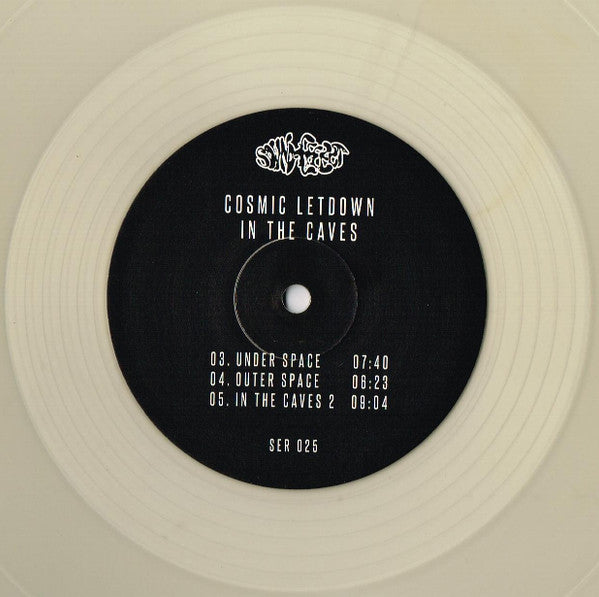 COSMIC LETDOWN
IN THE CAVES
03. UNDER SPACE 07:40
04. OUTER SPACE 06:23
05. IN THE CAVES 2 09:04
SER 025